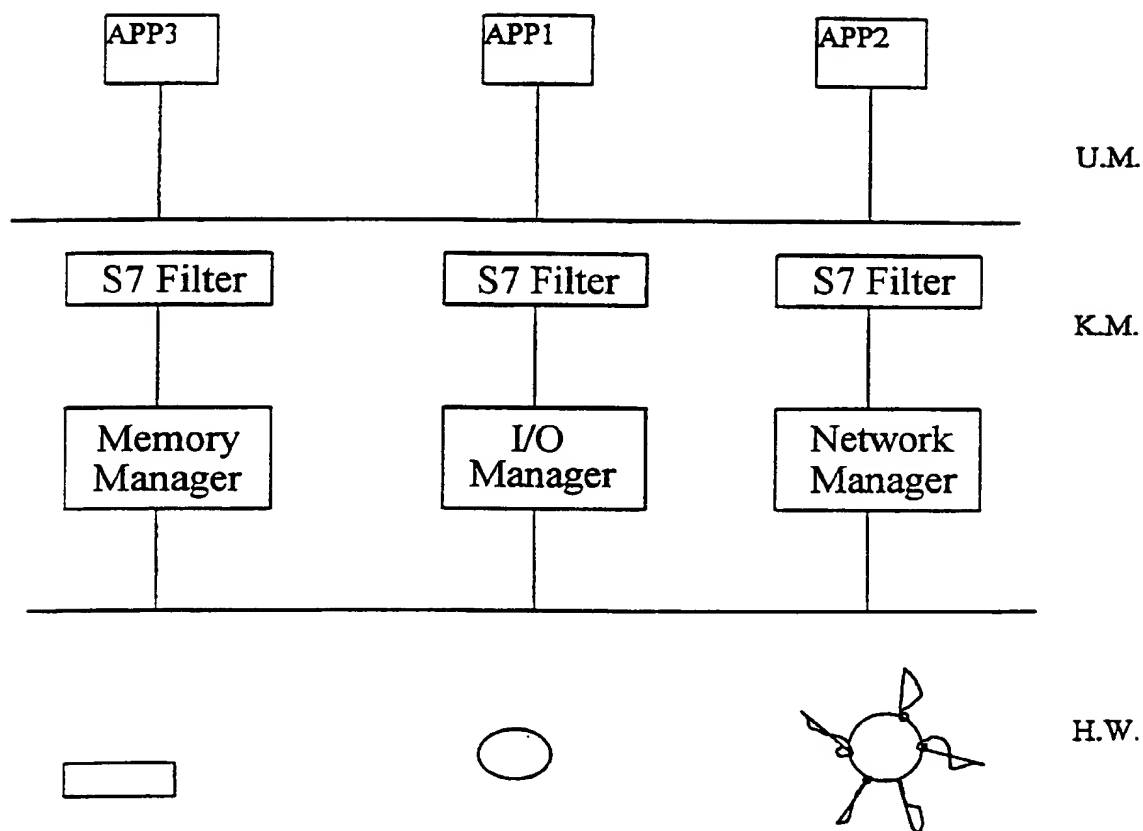 APP3
APP1
APP2
U.M.
S7 Filter
S7 Filter
S7 Filter
K.M.
Memory
Manager
I/O
Manager
Network
Manager
H.W.